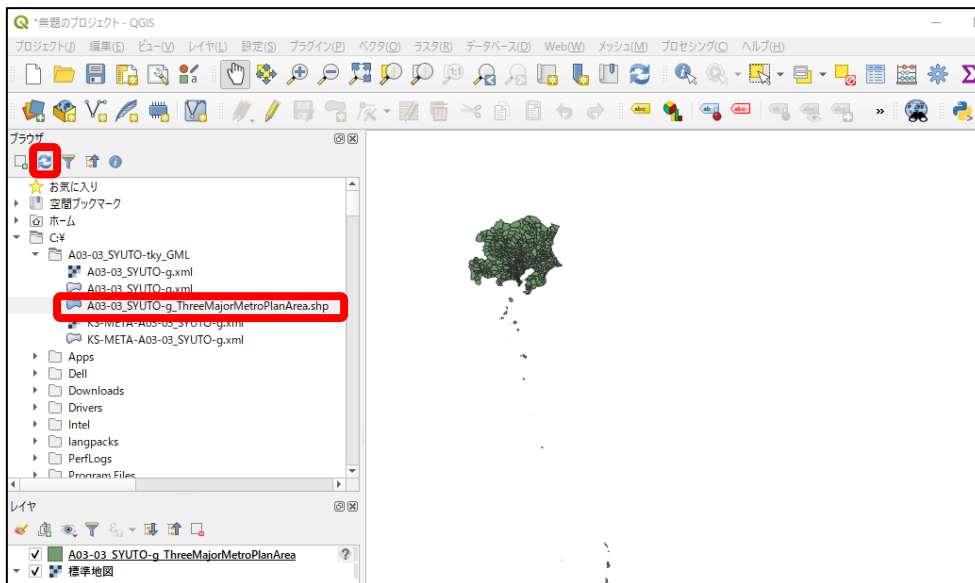 *無題のプロジェクト - QGIS
プロジェクト(J) 編集(E) ビュー(V) レイヤ(L) 設定(S) プラグイン(P) ベクタ(O) ラスタ(R) データベース(D) Web(W) メッシュ(M) プロセシング(C) ヘルプ(H)
ブラウザ
お気に入り
空間ブックマーク
ホーム
C:¥
A03-03_SYUTO-tky_GML
A03-03_SYUTO-g.xml
A03-03_SYUTO-g.xml
A03-03_SYUTO-g_ThreeMajorMetroPlanArea.shp
KS-META-A03-03_SYUTO-g.xml
KS-META-A03-03_SYUTO-g.xml
Apps
Dell
Downloads
Drivers
Intel
langpacks
PerfLogs
Program Files
レイヤ
A03-03_SYUTO-g_ThreeMajorMetroPlanArea
標準地図